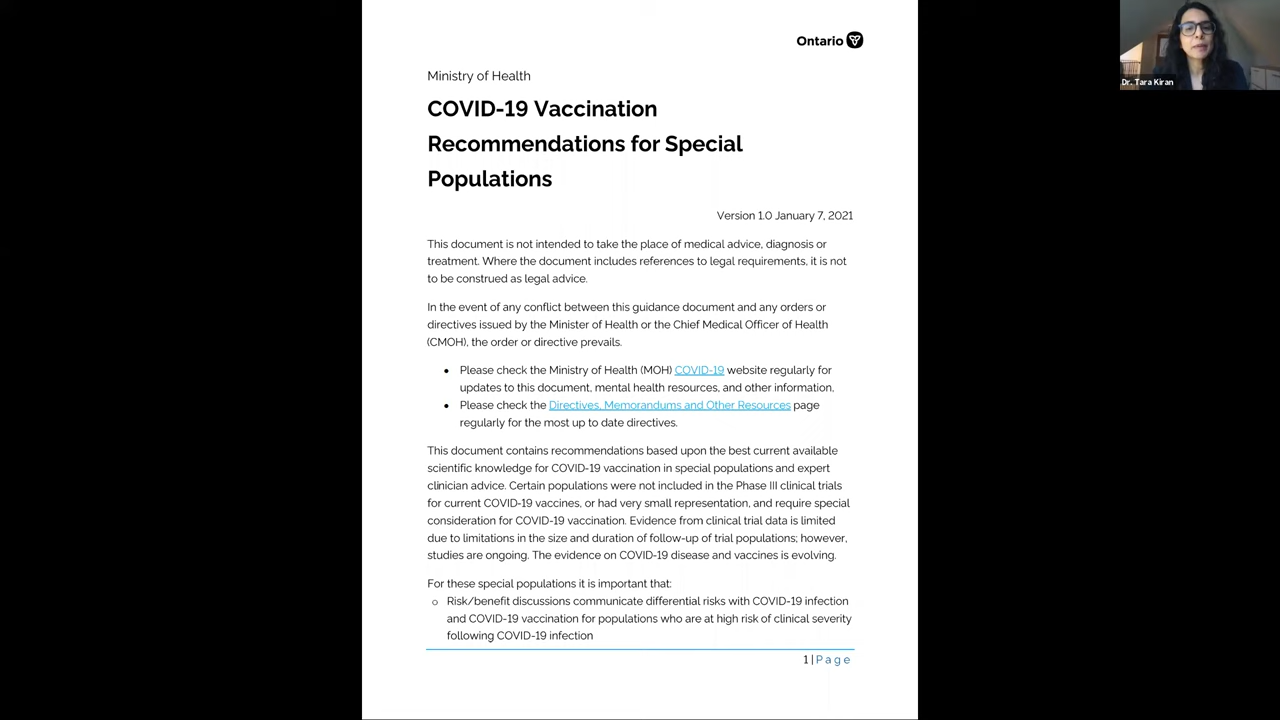 Ontario
Dr. Tara Kiran
Ministry of Health
COVID-19 Vaccination
Recommendations for Special
Populations
Version 1.0 January 7, 2021
This document is not intended to take the place of medical advice, diagnosis or
treatment. Where the document includes references to legal requirements, it is not
to be construed as legal advice.
In the event of any conflict between this guidance document and any orders or
directives issued by the Minister of Health or the Chief Medical Officer of Health
(CMOH), the order or directive prevails.
• Please check the Ministry of Health (MOH) COVID-19 website regularly for
updates to this document, mental health resources, and other information,
• Please check the Directives, Memorandums and Other Resources page
regularly for the most up to date directives.
This document contains recommendations based upon the best current available
scientific knowledge for COVID-19 vaccination in special populations and expert
clinician advice. Certain populations were not included in the Phase III clinical trials
for current COVID-19 vaccines, or had very small representation, and require special
consideration for COVID-19 vaccination. Evidence from clinical trial data is limited
due to limitations in the size and duration of follow-up of trial populations; however,
studies are ongoing. The evidence on COVID-19 disease and vaccines is evolving.
For these special populations it is important that:
o Risk/benefit discussions communicate differential risks with COVID-19 infection
and COVID-19 vaccination for populations who are at high risk of clinical severity
following COVID-19 infection
1 | Page